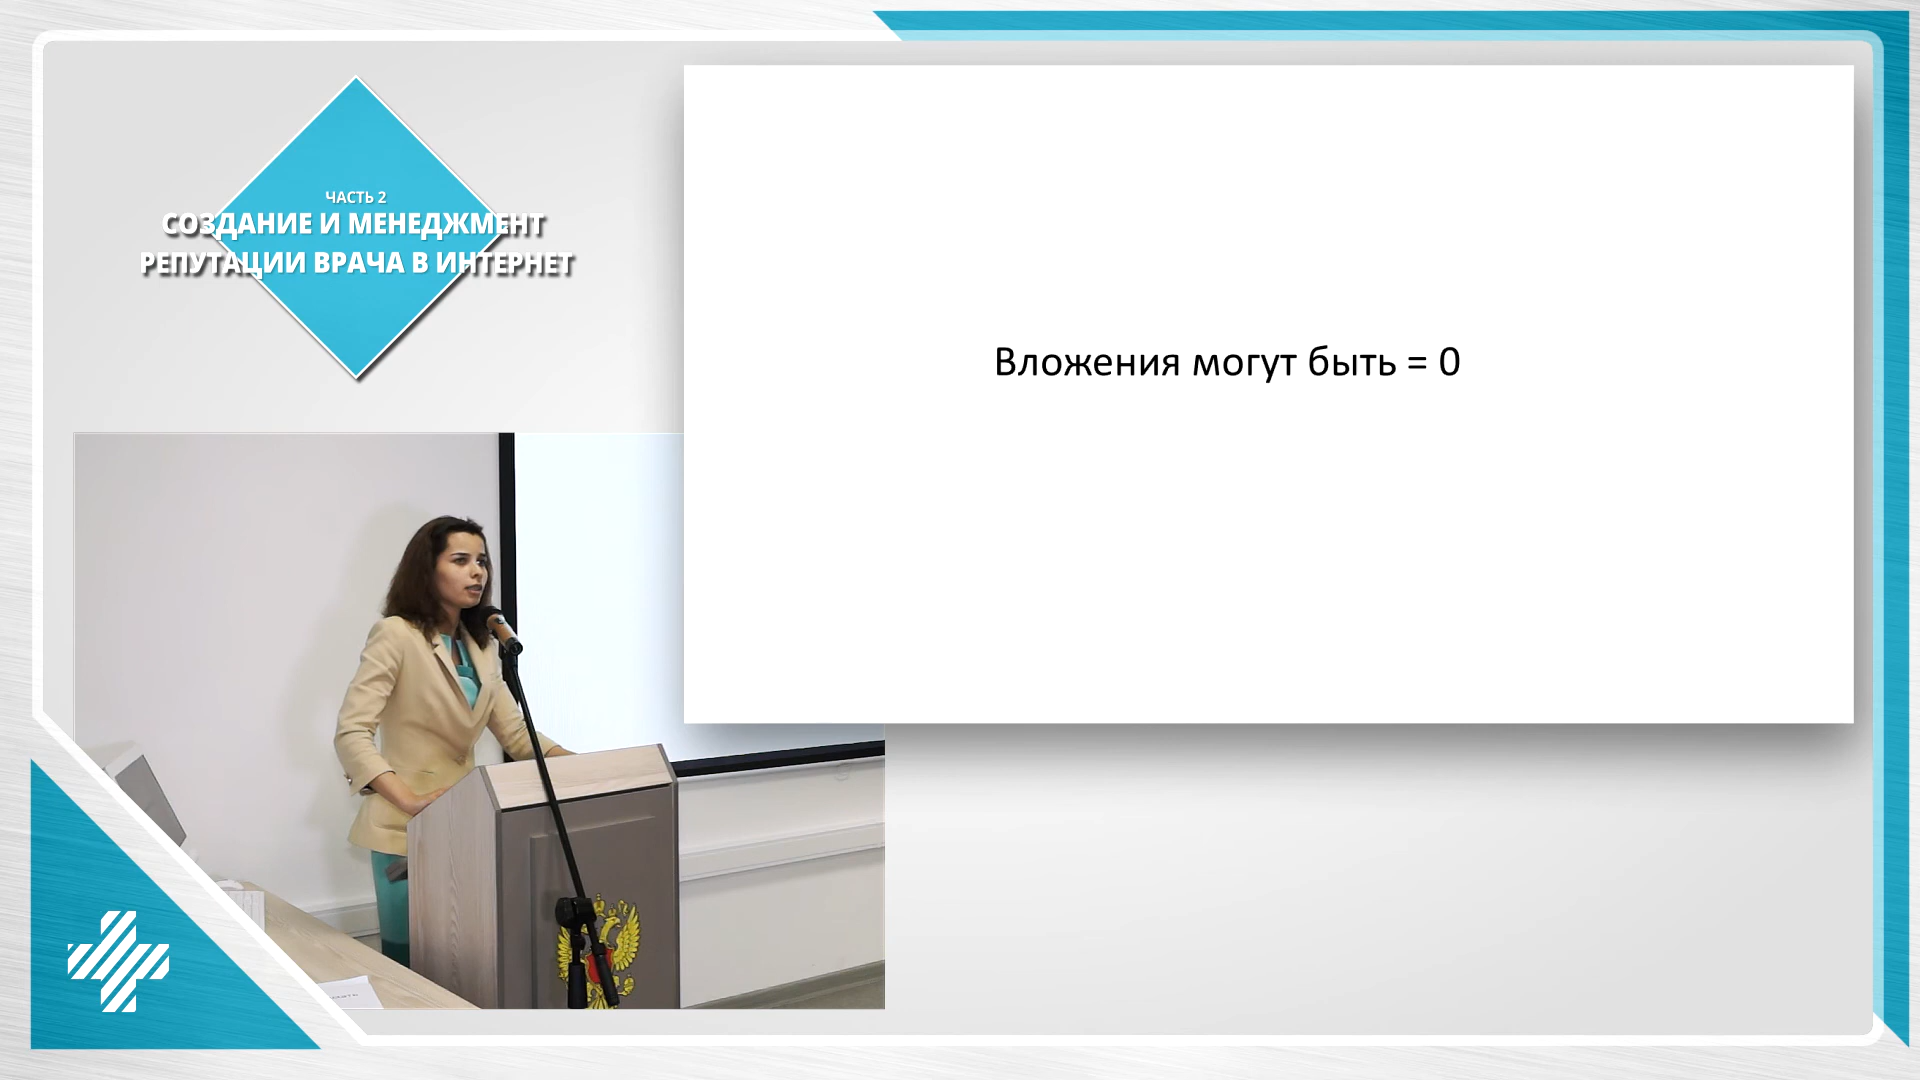 ЧАСТЬ 2
СОЗДАНИЕ И МЕНЕДЖМЕНТ
РЕПУТАЦИИ ВРАЧА В ИНТЕРНЕТ
Вложения могут быть = 0